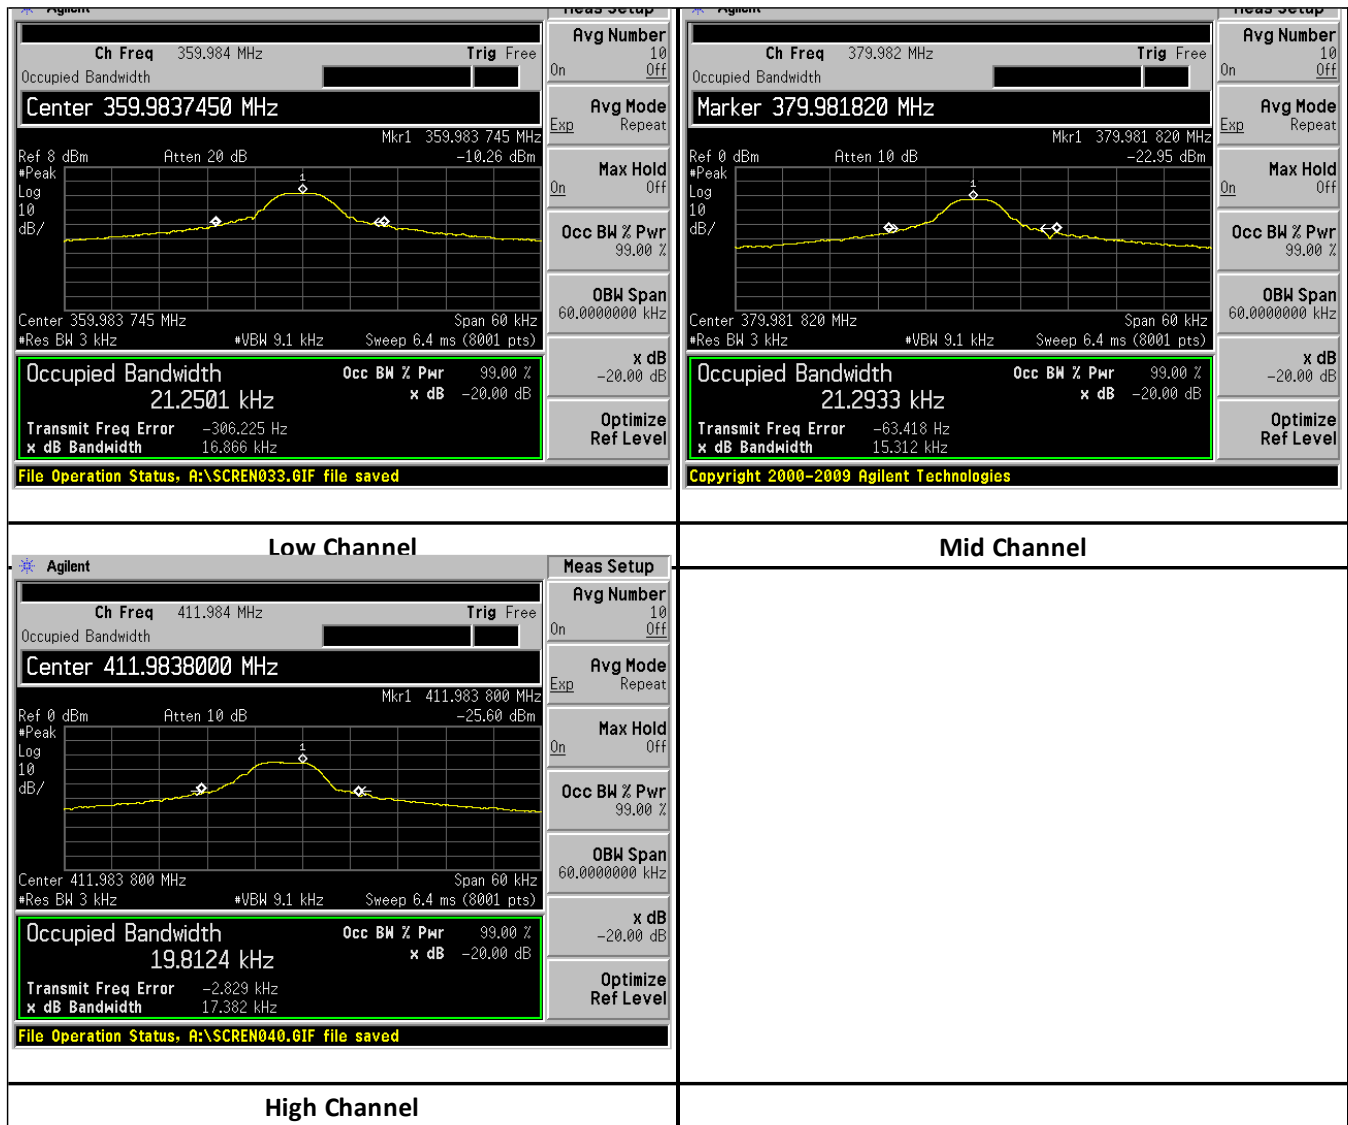 Agilent
Meas Setup
Ch Freq 359.984 MHz Trig Free
Occupied Bandwidth
Center 359.9837450 MHz
Mkr1 359.983 745 MHz
Ref 8 dBm Atten 20 dB -10.26 dBm
#Peak
Log
10
dB/
1
Center 359.983 745 MHz Span 60 kHz
#Res BW 3 kHz #VBW 9.1 kHz Sweep 6.4 ms (8001 pts)
Occupied Bandwidth Occ BW % Pwr 99.00 %
21.2501 kHz x dB -20.00 dB
Transmit Freq Error -306.225 Hz
x dB Bandwidth 16.866 kHz
File Operation Status, A:\SCREN033.GIF file saved
Avg Number
10
On Off
Avg Mode
Exp Repeat
Max Hold
On Off
Occ BW % Pwr
99.00 %
OBW Span
60.0000000 kHz
x dB
-20.00 dB
Optimize
Ref Level
Low Channel
Agilent
Meas Setup
Ch Freq 379.982 MHz Trig Free
Occupied Bandwidth
Marker 379.981820 MHz
Mkr1 379.981 820 MHz
Ref 0 dBm Atten 10 dB -22.95 dBm
#Peak
Log
10
dB/
1
Center 379.981 820 MHz Span 60 kHz
#Res BW 3 kHz #VBW 9.1 kHz Sweep 6.4 ms (8001 pts)
Occupied Bandwidth Occ BW % Pwr 99.00 %
21.2933 kHz x dB -20.00 dB
Transmit Freq Error -63.418 Hz
x dB Bandwidth 15.312 kHz
Copyright 2000-2009 Agilent Technologies
Avg Number
10
On Off
Avg Mode
Exp Repeat
Max Hold
On Off
Occ BW % Pwr
99.00 %
OBW Span
60.0000000 kHz
x dB
-20.00 dB
Optimize
Ref Level
Mid Channel
Agilent
Meas Setup
Ch Freq 411.984 MHz Trig Free
Occupied Bandwidth
Center 411.9838000 MHz
Mkr1 411.983 800 MHz
Ref 0 dBm Atten 10 dB -25.60 dBm
#Peak
Log
10
dB/
1
Center 411.983 800 MHz Span 60 kHz
#Res BW 3 kHz #VBW 9.1 kHz Sweep 6.4 ms (8001 pts)
Occupied Bandwidth Occ BW % Pwr 99.00 %
19.8124 kHz x dB -20.00 dB
Transmit Freq Error -2.829 kHz
x dB Bandwidth 17.382 kHz
File Operation Status, A:\SCREN040.GIF file saved
Avg Number
10
On Off
Avg Mode
Exp Repeat
Max Hold
On Off
Occ BW % Pwr
99.00 %
OBW Span
60.0000000 kHz
x dB
-20.00 dB
Optimize
Ref Level
High Channel